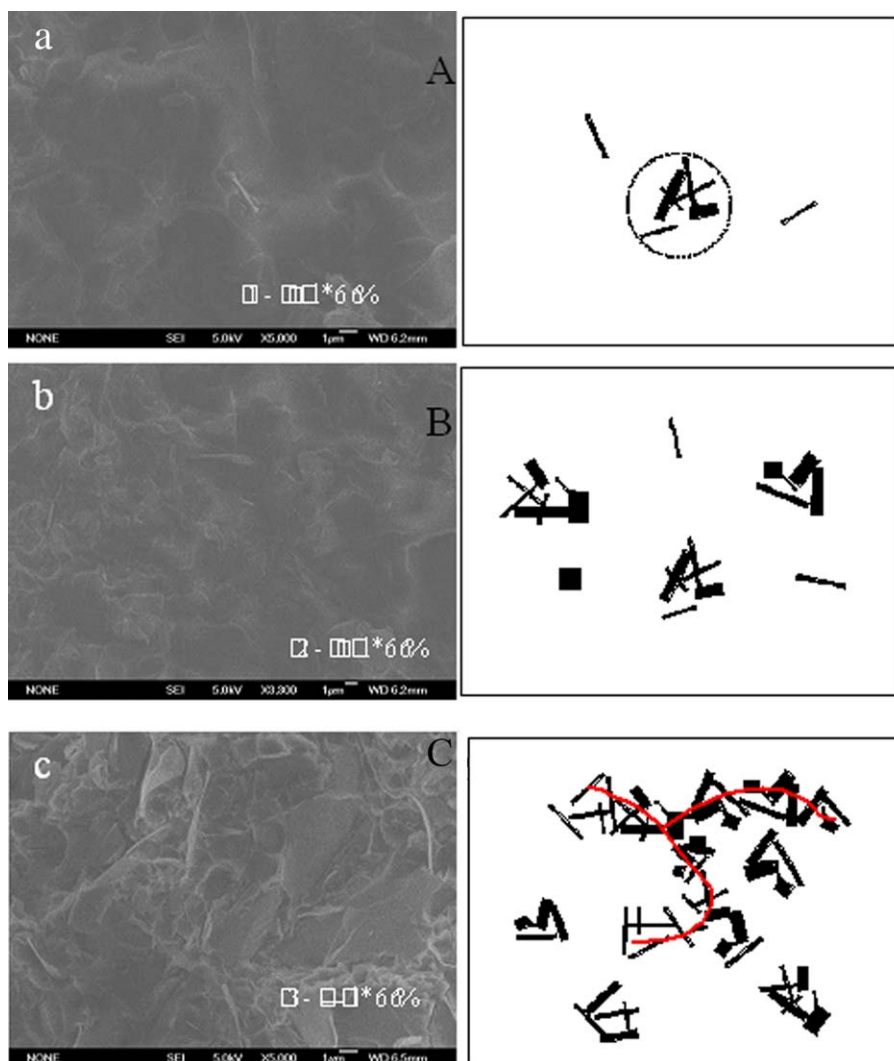 a
A
NONE SEI 5.0kV X5,000 1μm WD 6.2mm
b
B
NONE SEI 5.0kV X3,300 1μm WD 6.2mm
c
C
NONE SEI 5.0kV X5,000 1μm WD 6.5mm